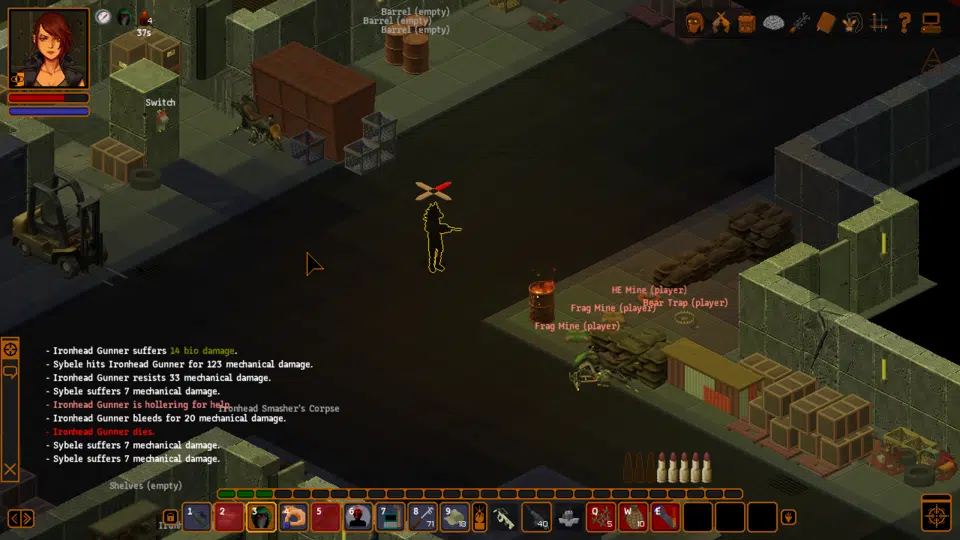 Barrel (empty)
Barrel (empty)
Barrel (empty)
4
37s
Switch
HE Mine (player)
Bear Trap (player)
Frag Mine (player)
Frag Mine (player)
- Ironhead Gunner suffers 14 bio damage.
- Sybele hits Ironhead Gunner for 123 mechanical damage.
- Ironhead Gunner resists 33 mechanical damage.
- Sybele suffers 7 mechanical damage.
- Ironhead Gunner is hollering for help.
Ironhead Smasher's Corpse
- Ironhead Gunner bleeds for 20 mechanical damage.
- Ironhead Gunner dies.
- Sybele suffers 7 mechanical damage.
- Sybele suffers 7 mechanical damage.
Shelves (empty)
1 2 3 4 5 6 7 8 71 9 18 40 Q 5 W 10 E